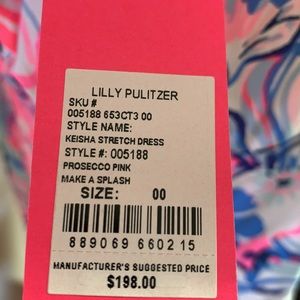 LILLY PULITZER
SKU #
005188 653CT3 00
STYLE NAME:
KEISHA STRETCH DRESS
STYLE #: 005188
PROSECCO PINK
MAKE A SPLASH
SIZE: 00
889069 660215
MANUFACTURER'S SUGGESTED PRICE
$198.00